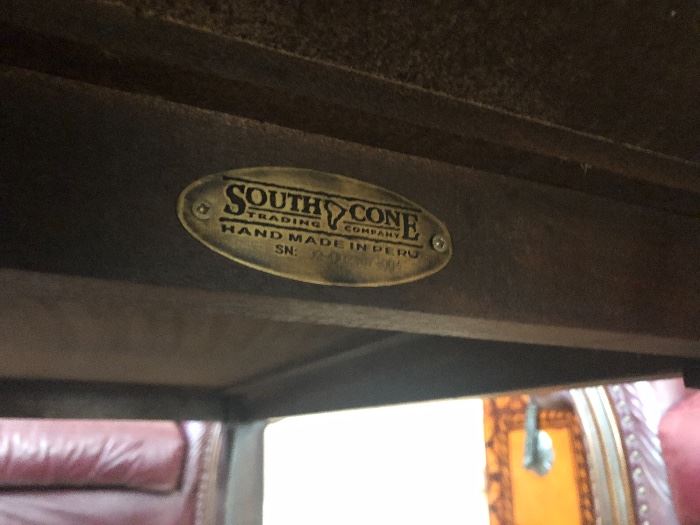 SOUTH CONE
TRADING COMPANY
HAND MADE IN PERU
SN: